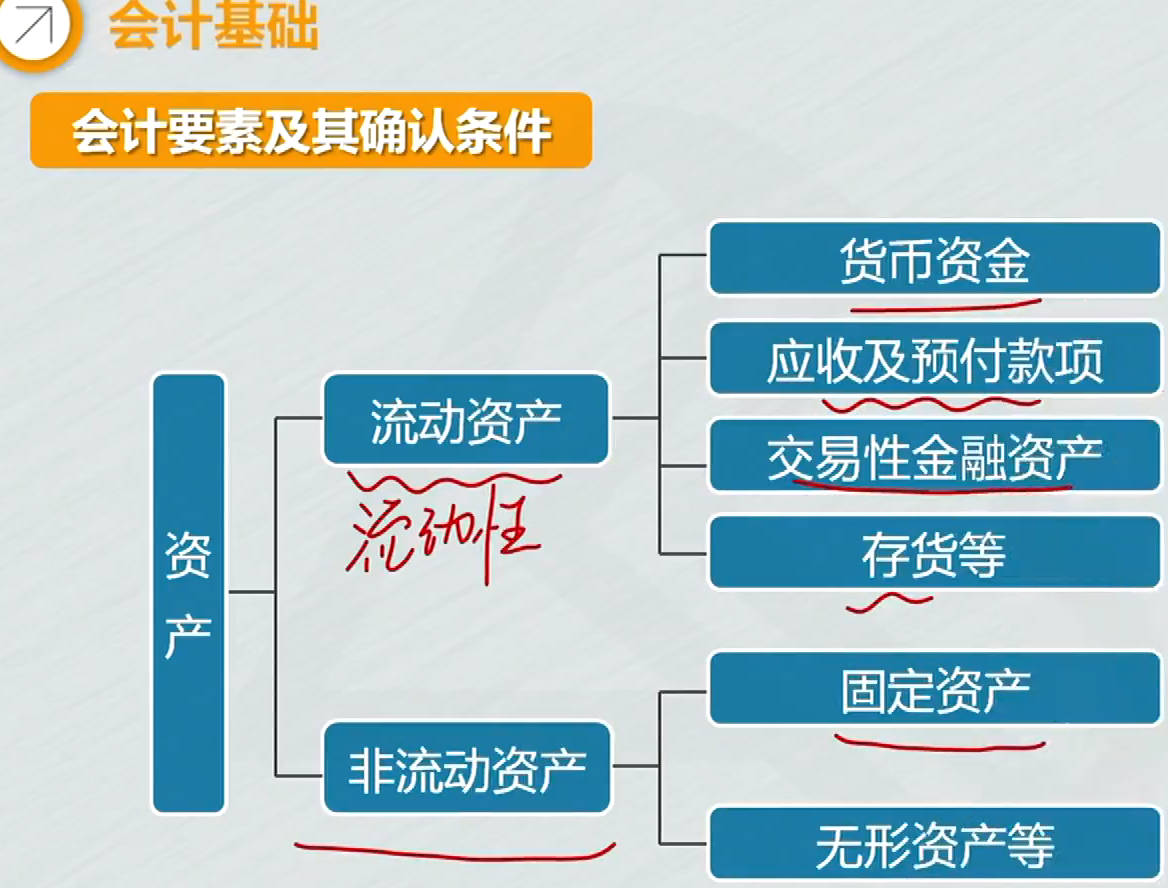 会计基础
会计要素及其确认条件
资产
流动资产
流动性
货币资金
应收及预付款项
交易性金融资产
存货等
非流动资产
固定资产
无形资产等